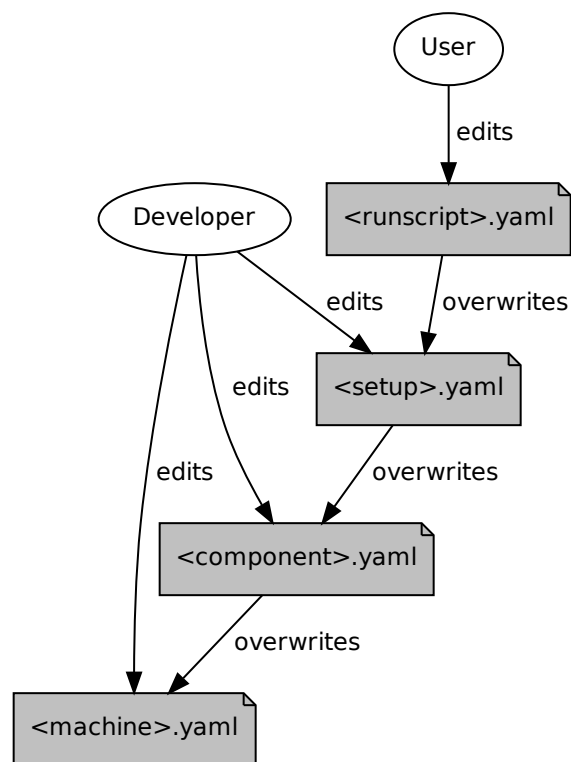 User
edits
Developer
<runscript>.yaml
edits
overwrites
<setup>.yaml
edits
overwrites
edits
<component>.yaml
overwrites
<machine>.yaml